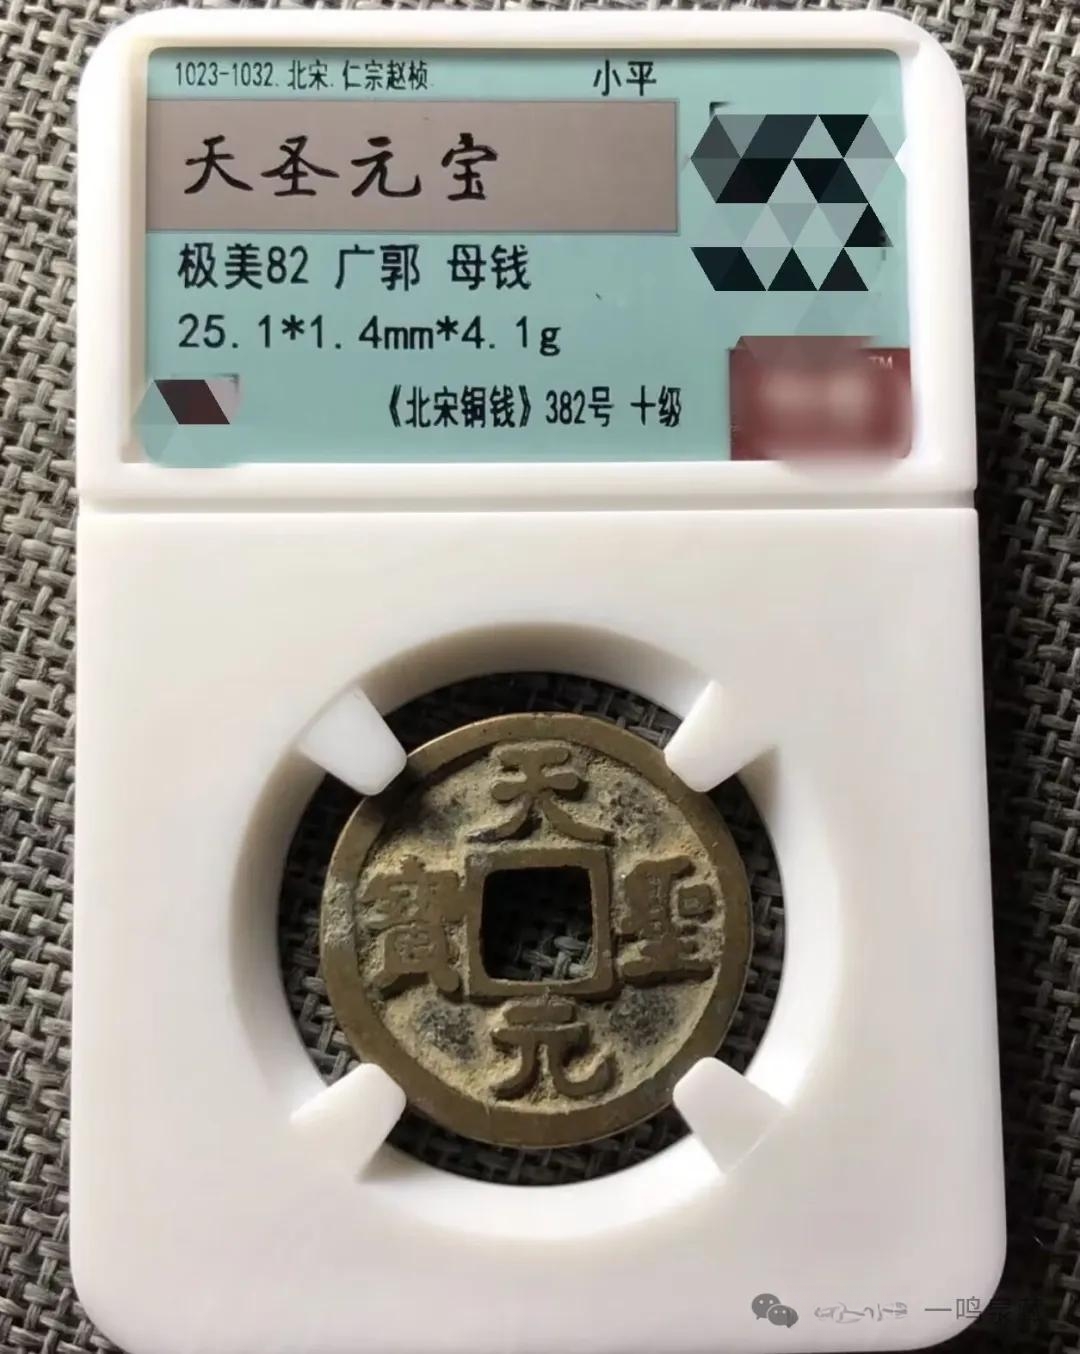 1023-1032.北宋.仁宗赵桢 小平
天圣元宝
极美82 广郭 母钱
25.1*1.4mm*4.1g
TM
《北宋铜钱》382号 十级
天
寶 聖
元
一鸣泉